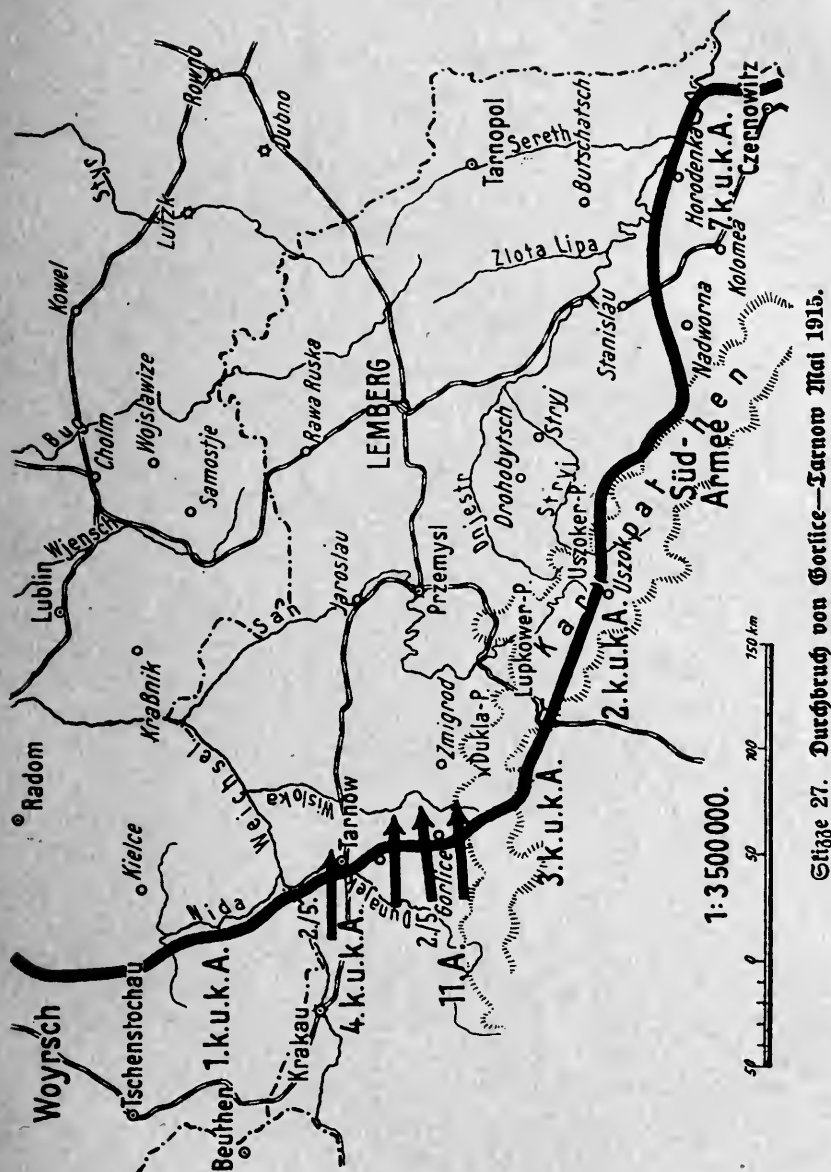 Woyrsch
Tschenstochau
1.k.u.k.A.
Beuthen
Krakau
4.k.u.k.A.
2./5.
11.A.
2./5.
Gorlice
Dunajek
Tarnow
Nida
Kielce
Radom
Weichsel
Wisloka
Kraßnik
Lublin
Wjensch
Cholm
Bug
Wojslawize
Samostje
Kowel
Styr
Lutzk
Rowno
Dubno
San
Jaroslau
Rawa Ruska
LEMBERG
Przemysl
Zmigrod
Dukla-P.
Lupkower-P.
3.k.u.k.A.
2.k.u.k.A.
Uszok
Uszoker-P.
Karpathen
Dnjestr
Drohobytsch
Stryj
Stryj
Süd-
Armee
Zlota Lipa
Tarnopol
Sereth
Butschatsch
Stanislau
Nadworna
Kolomea
Horodenka
7.k.u.k.A.
Czernowitz
1:3500000.
50 0 50 100 150 km
Skizze 27. Durchbruch von Gorlice—Tarnow Mai 1915.